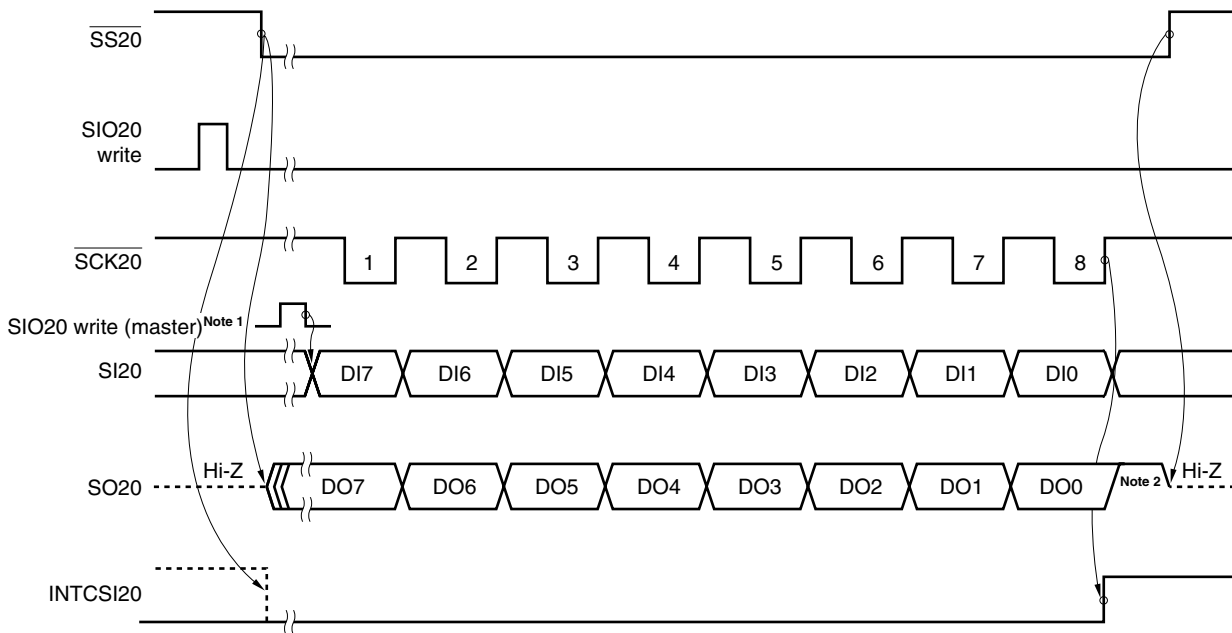 SS20
SIO20
write
SCK20
1 2 3 4 5 6 7 8
SIO20 write (master)Note 1
SI20
DI7 DI6 DI5 DI4 DI3 DI2 DI1 DI0
Hi-Z
SO20
DO7 DO6 DO5 DO4 DO3 DO2 DO1 DO0
Note 2
Hi-Z
INTCSI20